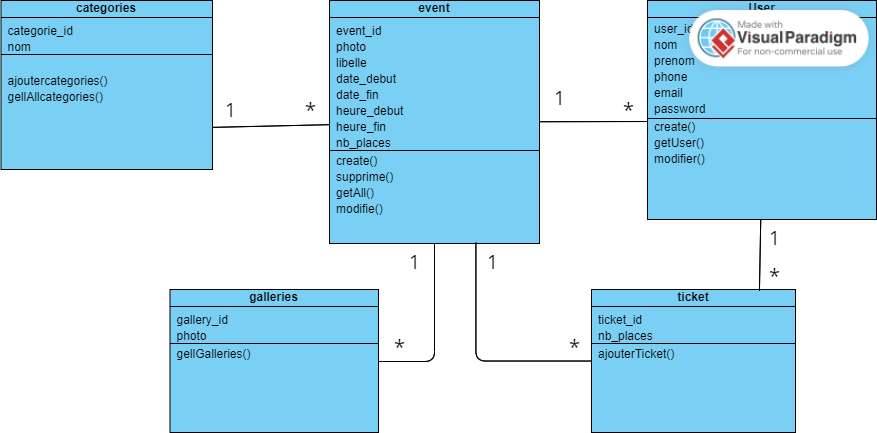 categories
categorie_id
nom
ajoutercategories()
gellAllcategories()
1
*
event
event_id
photo
libelle
date_debut
date_fin
heure_debut
heure_fin
nb_places
create()
supprime()
getAll()
modifie()
1
*
User
user_id
nom
prenom
phone
email
password
create()
getUser()
modifier()
Made with
Visual Paradigm
For non-commercial use
1
*
1
*
1
*
galleries
gallery_id
photo
gellGalleries()
ticket
ticket_id
nb_places
ajouterTicket()